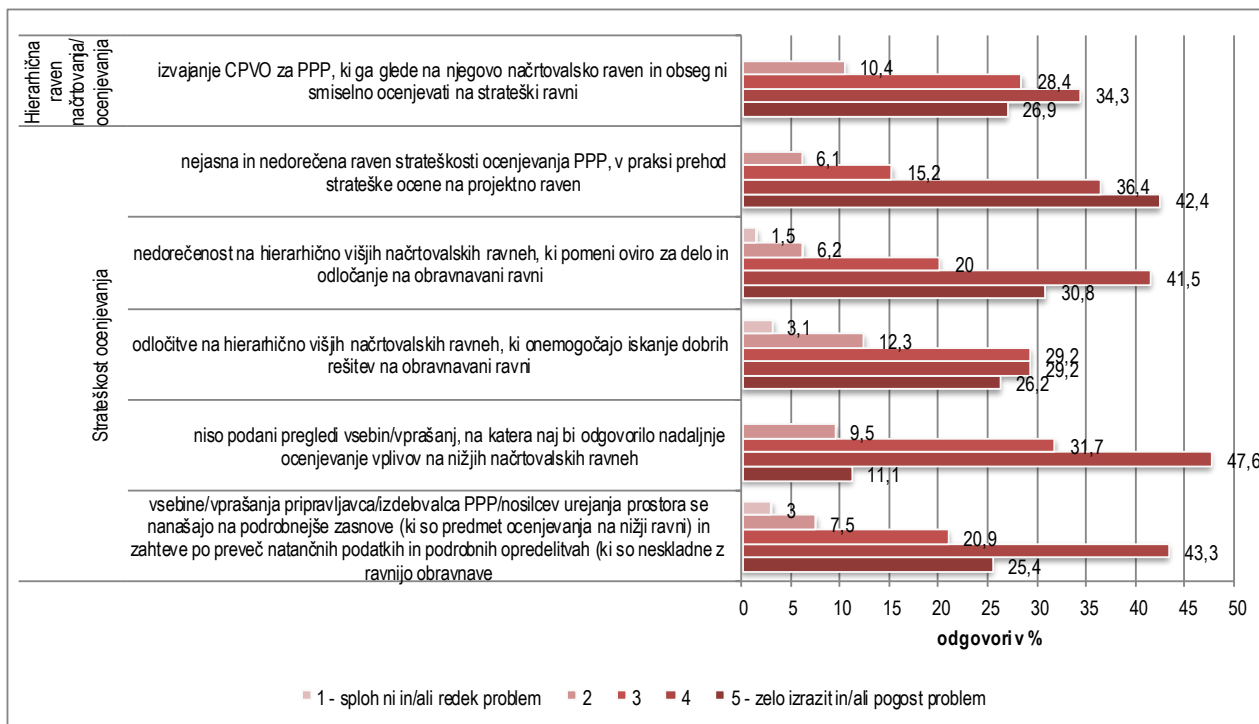 Hierarhična
raven
načrtovanja/
ocenjevanja
izvajanje CPVO za PPP, ki ga glede na njegovo načrtovalsko raven in obseg ni
smiselno ocenjevati na strateški ravni
10,4
28,4
34,3
26,9
Strateškost ocenjevanja
nejasna in nedorečena raven strateškosti ocenjevanja PPP, v praksi prehod
strateške ocene na projektno raven
6,1
15,2
36,4
42,4
nedorečenost na hierarhično višjih načrtovalskih ravneh, ki pomeni oviro za delo in
odločanje na obravnavani ravni
1,5
6,2
20
41,5
30,8
odločitve na hierarhično višjih načrtovalskih ravneh, ki onemogočajo iskanje dobrih
rešitev na obravnavani ravni
3,1
12,3
29,2
29,2
26,2
niso podani pregledi vsebin/vprašanj, na katera naj bi odgovorilo nadaljnje
ocenjevanje vplivov na nižjih načrtovalskih ravneh
9,5
31,7
47,6
11,1
vsebine/vprašanja pripravljavca/izdelovalca PPP/nosilcev urejanja prostora se
nanašajo na podrobnejše zasnove (ki so predmet ocenjevanja na nižji ravni) in
zahteve po preveč natančnih podatkih in podrobnih opredelitvah (ki so neskladne z
ravnijo obravnave
3
7,5
20,9
43,3
25,4
0 5 10 15 20 25 30 35 40 45 50
odgovori v %
1 - sploh ni in/ali redek problem 2 3 4 5 - zelo izrazit in/ali pogost problem